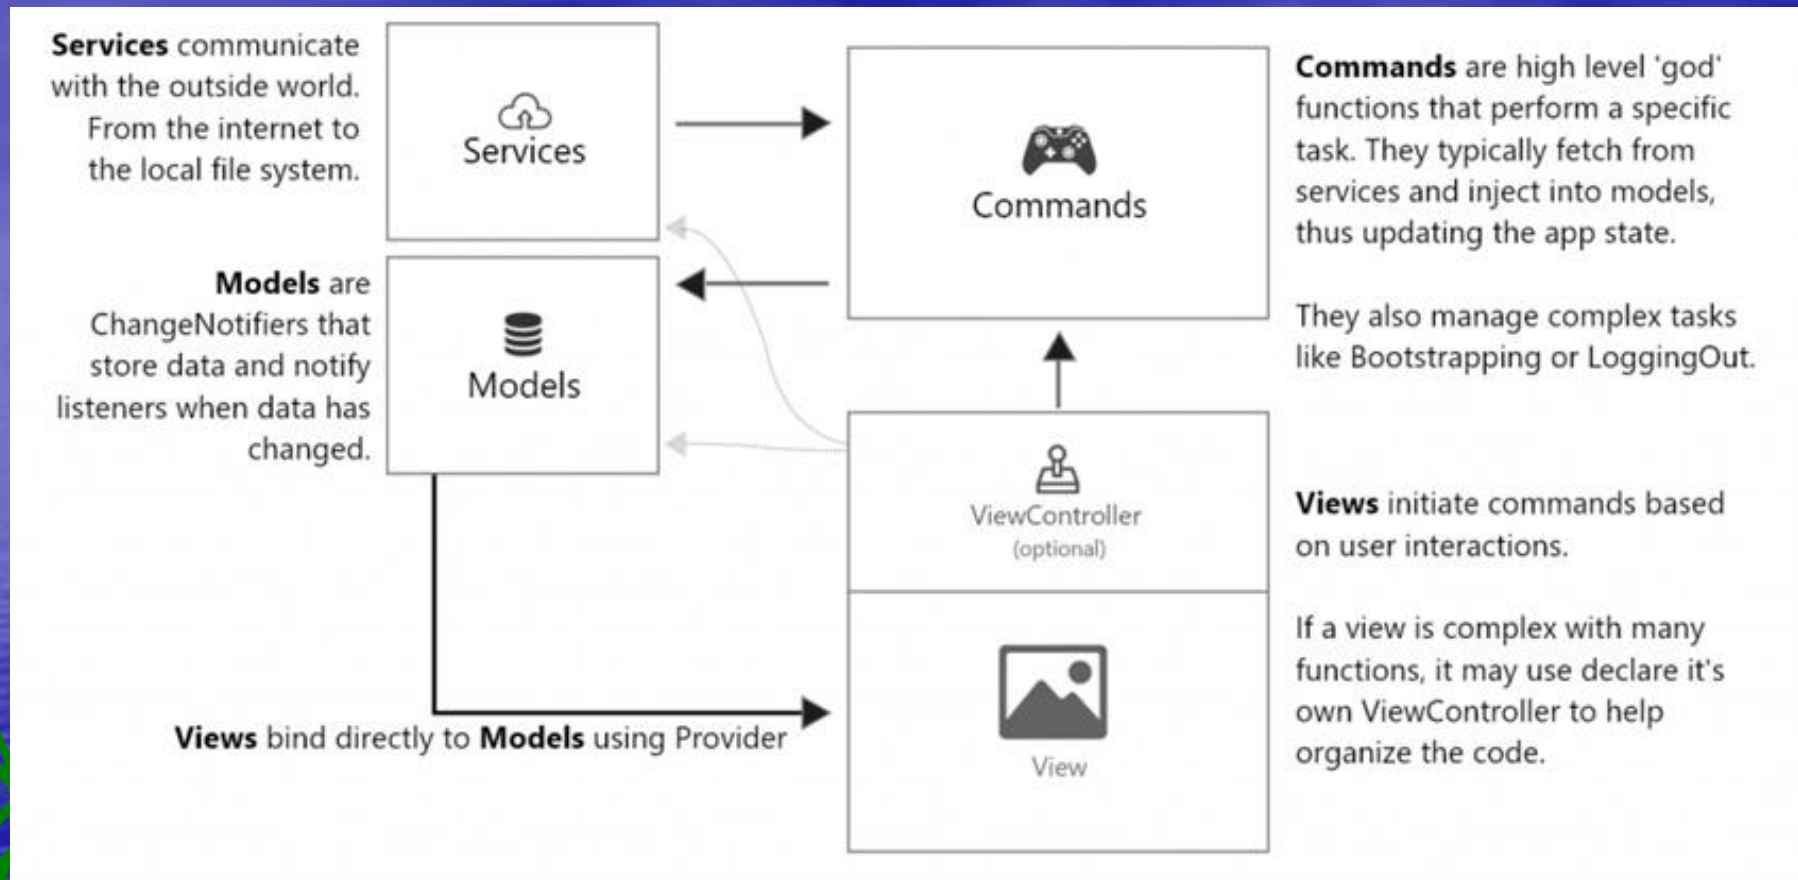 Services communicate
with the outside world.
From the internet to
the local file system.
Services
Commands
Commands are high level 'god'
functions that perform a specific
task. They typically fetch from
services and inject into models,
thus updating the app state.
They also manage complex tasks
like Bootstrapping or LoggingOut.
Models are
ChangeNotifiers that
store data and notify
listeners when data has
changed.
Models
ViewController
(optional)
View
Views initiate commands based
on user interactions.
If a view is complex with many
functions, it may use declare it's
own ViewController to help
organize the code.
Views bind directly to Models using Provider